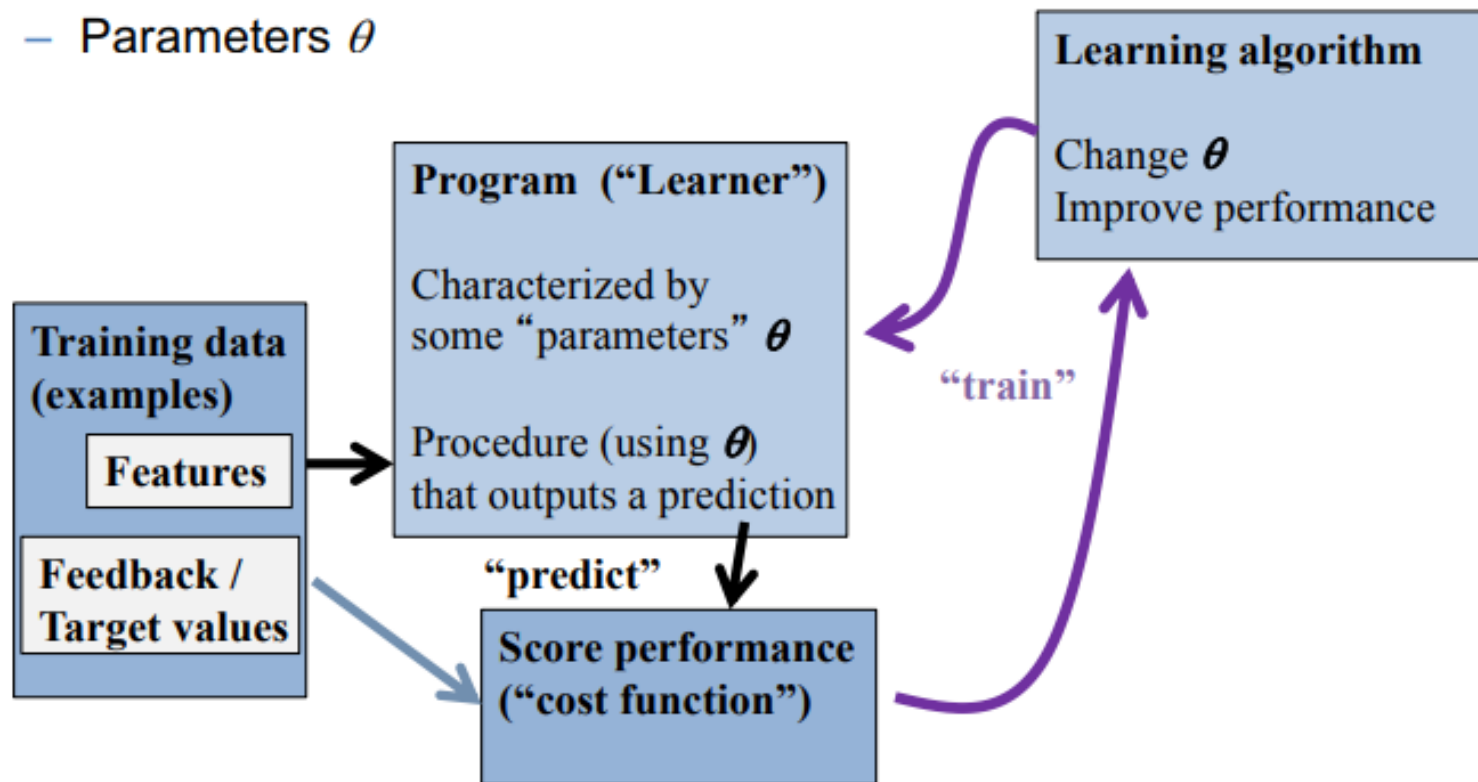 – Parameters θ
Learning algorithm
Change θ
Improve performance
Program (“Learner”)
Characterized by
some “parameters” θ
Procedure (using θ)
that outputs a prediction
Training data
(examples)
Features
Feedback /
Target values
“train”
“predict”
Score performance
(“cost function”)